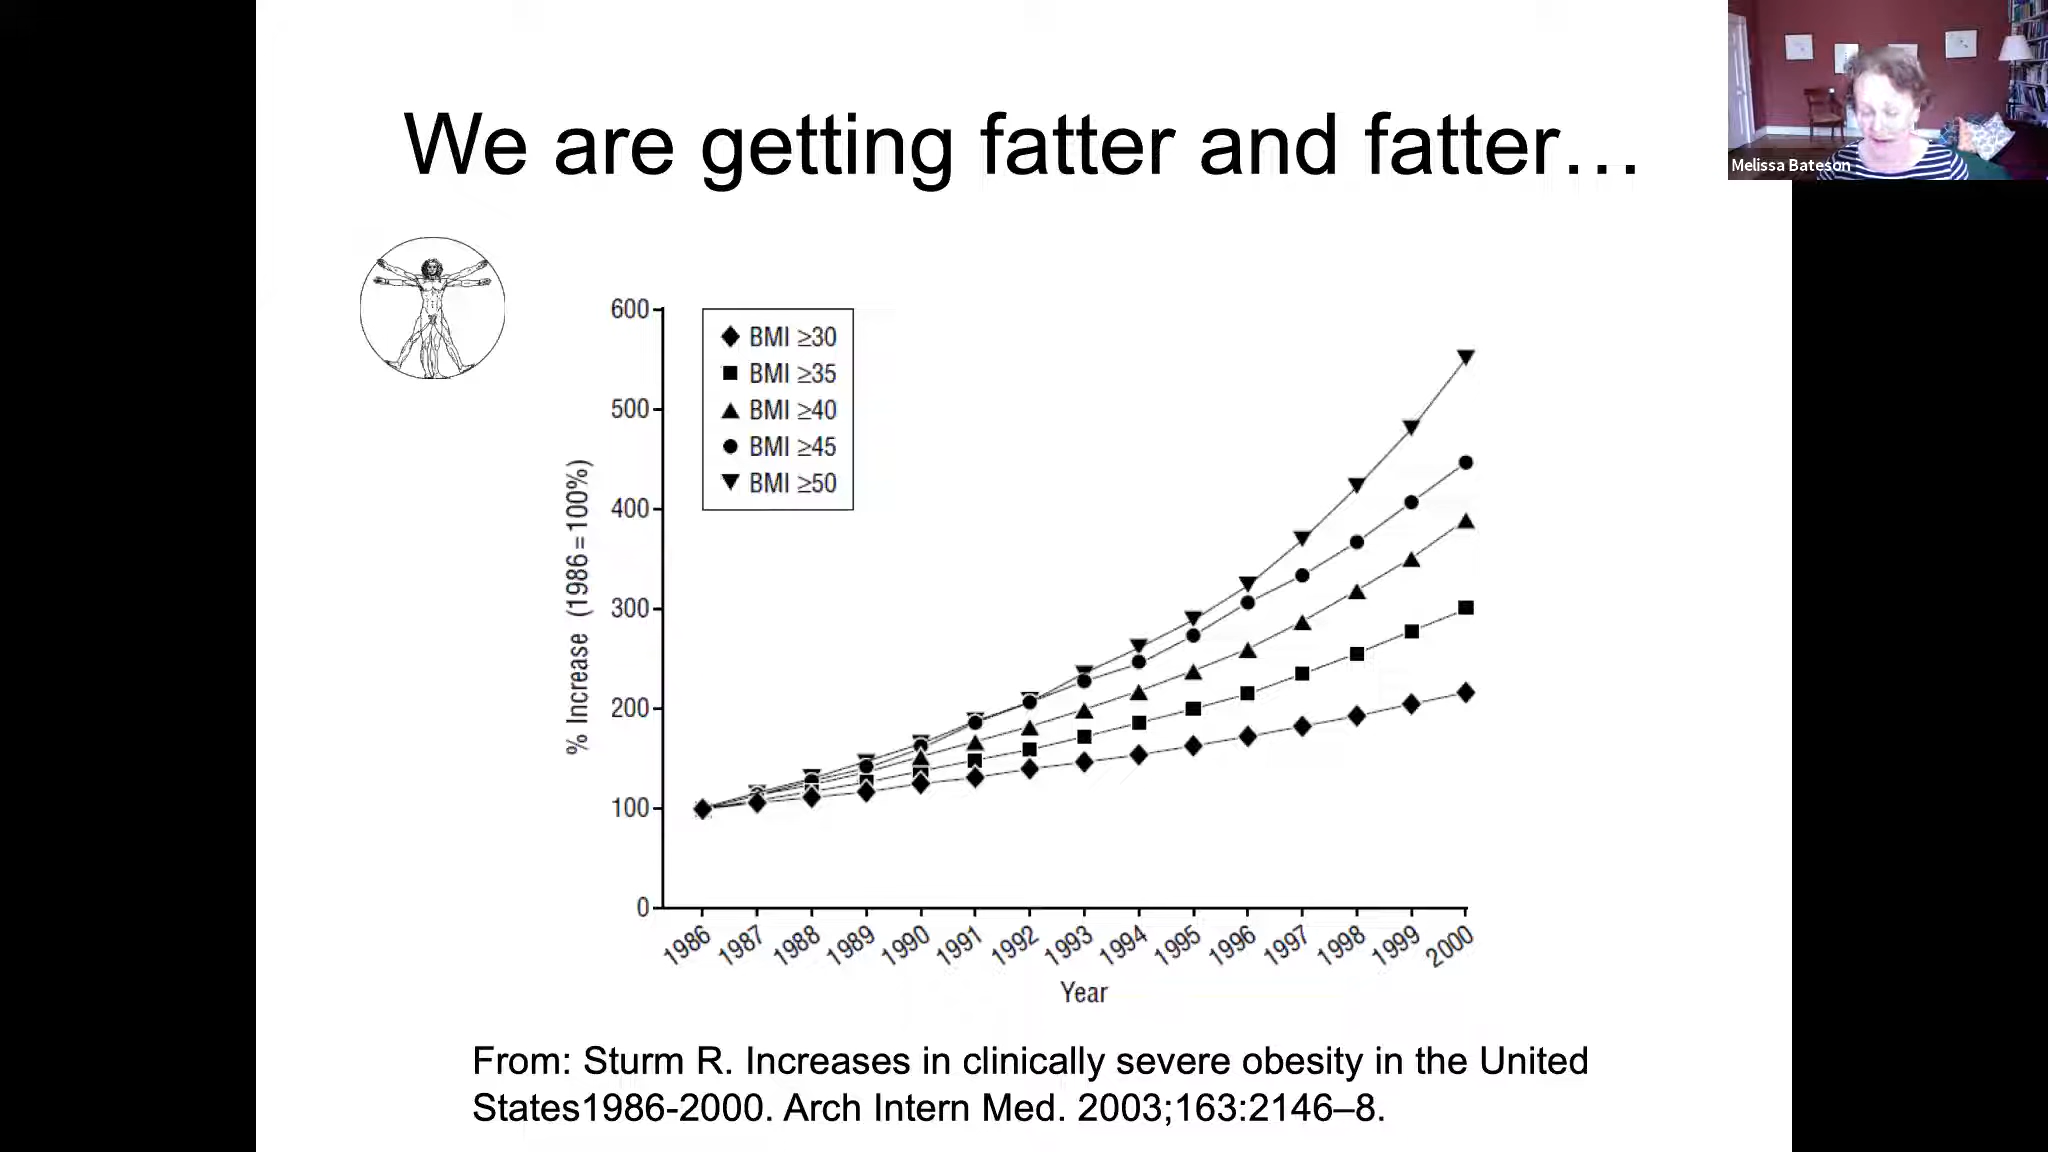 We are getting fatter and fatter…
Melissa Bateson
600
500
400
300
200
100
0
% Increase (1986 = 100%)
BMI ≥30
BMI ≥35
BMI ≥40
BMI ≥45
BMI ≥50
1986 1987 1988 1989 1990 1991 1992 1993 1994 1995 1996 1997 1998 1999 2000
Year
From: Sturm R. Increases in clinically severe obesity in the United
States1986-2000. Arch Intern Med. 2003;163:2146–8.